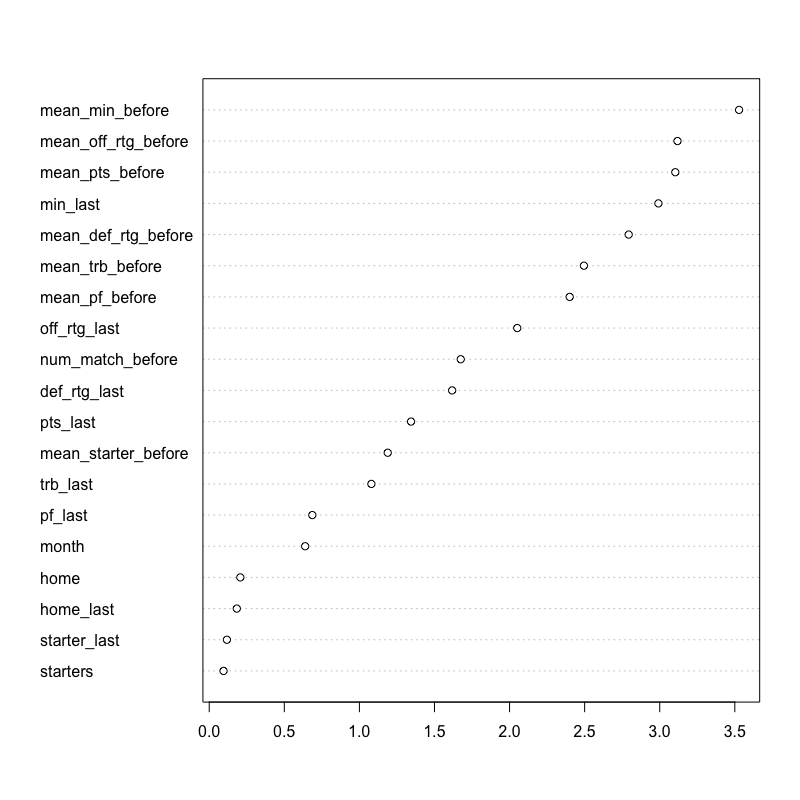 mean_min_before
mean_off_rtg_before
mean_pts_before
min_last
mean_def_rtg_before
mean_trb_before
mean_pf_before
off_rtg_last
num_match_before
def_rtg_last
pts_last
mean_starter_before
trb_last
pf_last
month
home
home_last
starter_last
starters
0.0 0.5 1.0 1.5 2.0 2.5 3.0 3.5